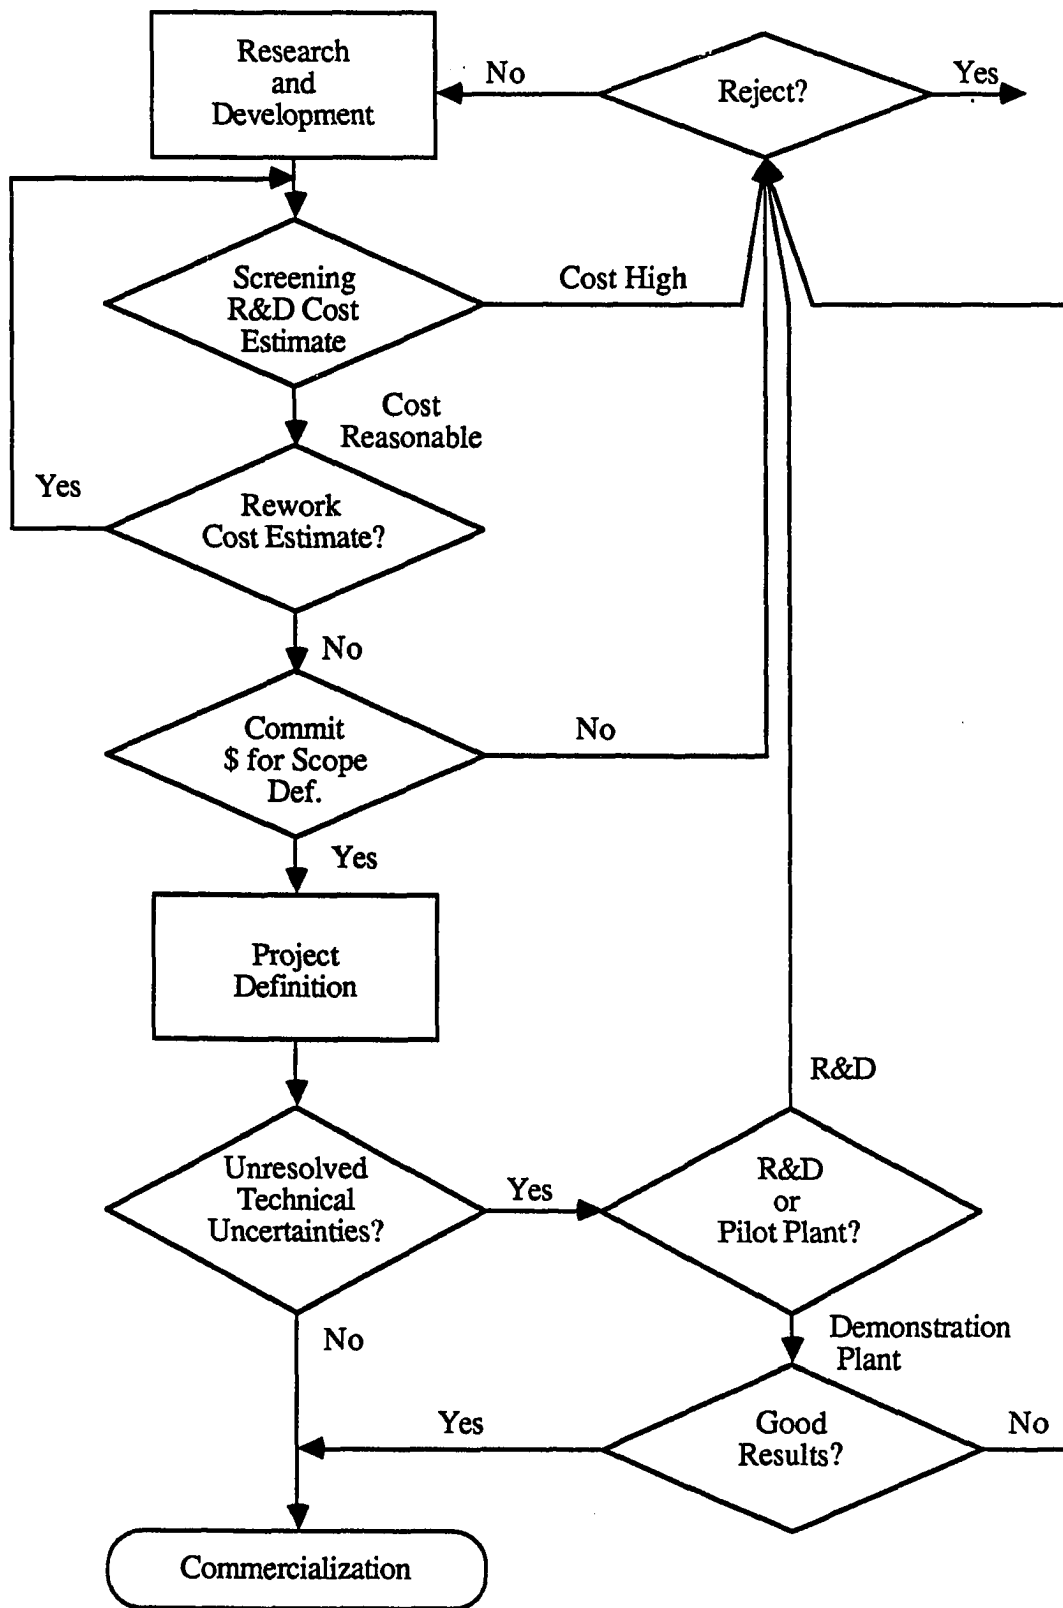 Research
and
Development
No
Reject?
Yes
Screening
R&D Cost
Estimate
Cost High
Cost
Reasonable
Yes
Rework
Cost Estimate?
No
Commit
$ for Scope
Def.
No
Yes
Project
Definition
R&D
Unresolved
Technical
Uncertainties?
Yes
R&D
or
Pilot Plant?
No
Demonstration
Plant
Yes
Good
Results?
No
Commercialization